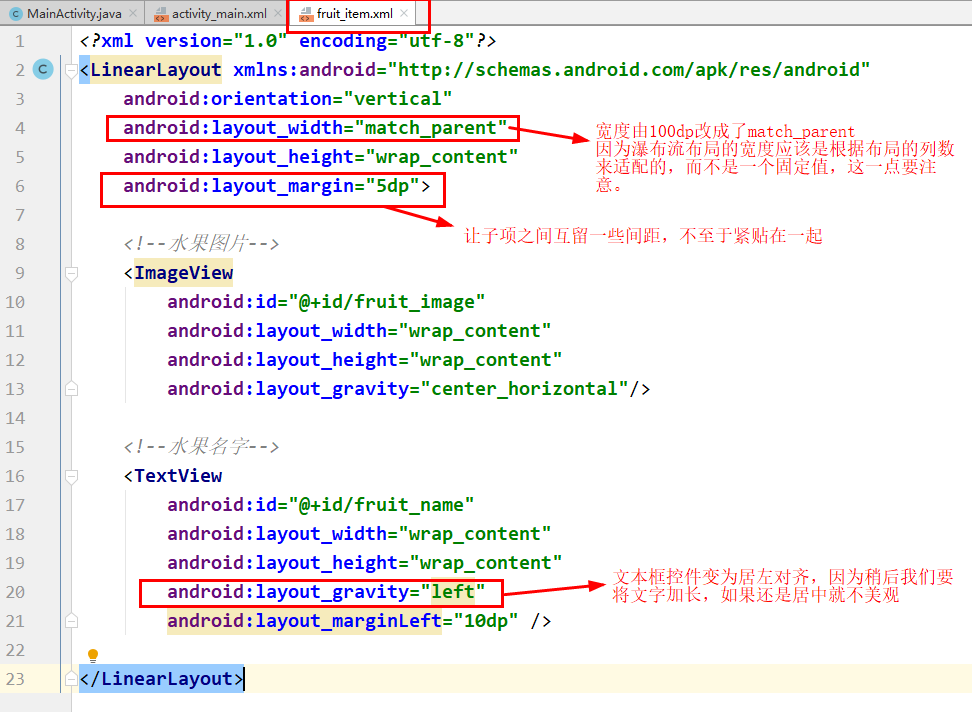 MainActivity.java × activity_main.xml × fruit_item.xml ×
1 <?xml version="1.0" encoding="utf-8"?>
2 C <LinearLayout xmlns:android="http://schemas.android.com/apk/res/android"
3 android:orientation="vertical"
4 android:layout_width="match_parent"
宽度由100dp改成了match_parent
因为瀑布流布局的宽度应该是根据布局的列数
来适配的，而不是一个固定值，这一点要注
意。
5 android:layout_height="wrap_content"
6 android:layout_margin="5dp">
让子项之间互留一些间距，不至于紧贴在一起
7
8 <!--水果图片-->
9 <ImageView
10 android:id="@+id/fruit_image"
11 android:layout_width="wrap_content"
12 android:layout_height="wrap_content"
13 android:layout_gravity="center_horizontal"/>
14
15 <!--水果名字-->
16 <TextView
17 android:id="@+id/fruit_name"
18 android:layout_width="wrap_content"
19 android:layout_height="wrap_content"
20 android:layout_gravity="left"
文本框控件变为居左对齐，因为稍后我们要
将文字加长，如果还是居中就不美观
21 android:layout_marginLeft="10dp" />
22
23 </LinearLayout>